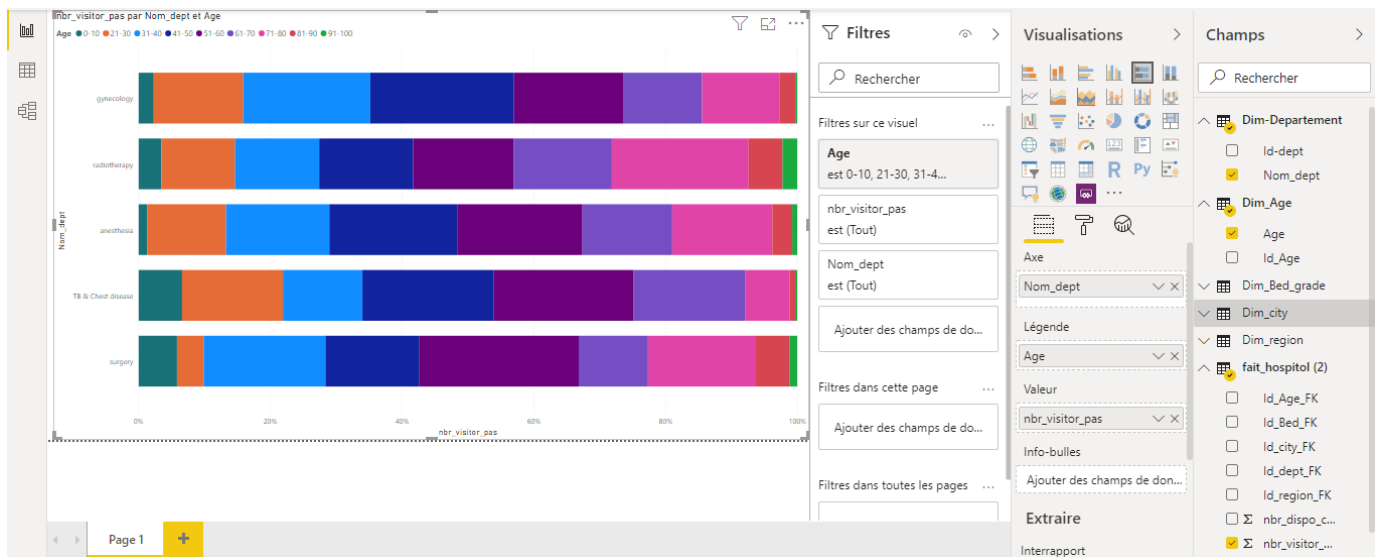 nbr_visitor_pas par Nom_dept et Age
Age 0-10 21-30 31-40 41-50 51-60 61-70 71-80 81-90 91-100
gynecology
radiotherapy
anesthesia
TB & Chest disease
surgery
Nom_dept
0% 20% 40% 60% 80% 100%
nbr_visitor_pas
Page 1
Filtres
Rechercher
Filtres sur ce visuel ...
Age
est 0-10, 21-30, 31-4...
nbr_visitor_pas
est (Tout)
Nom_dept
est (Tout)
Ajouter des champs de do...
Filtres dans cette page ...
Ajouter des champs de do...
Filtres dans toutes les pages ...
Visualisations
123
R Py
...
Axe
Nom_dept
Légende
Age
Valeur
nbr_visitor_pas
Info-bulles
Ajouter des champs de don...
Extraire
Interrapport
Champs
Rechercher
Dim-Departement
Id-dept
Nom_dept
Dim_Age
Age
Id_Age
Dim_Bed_grade
Dim_city
Dim_region
fait_hospitol (2)
Id_Age_FK
Id_Bed_FK
Id_city_FK
Id_dept_FK
Id_region_FK
Σ nbr_dispo_c...
Σ nbr_visitor_...